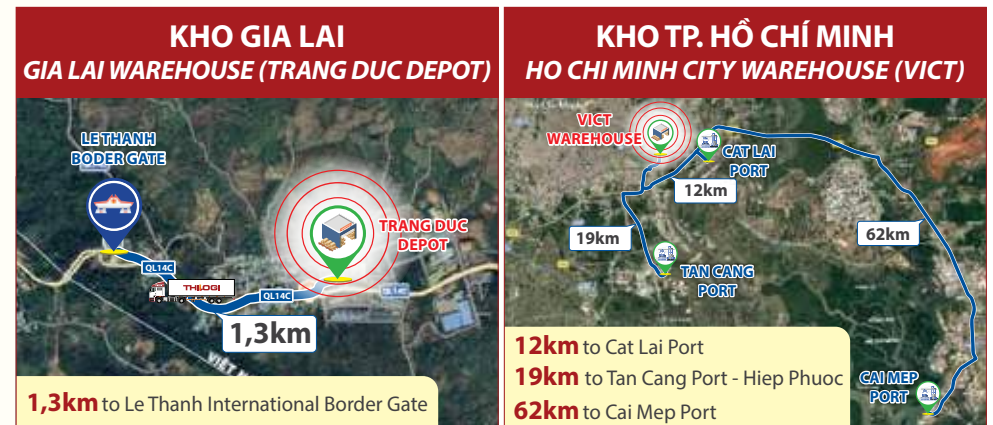 KHO GIA LAI
GIA LAI WAREHOUSE (TRANG DUC DEPOT)
LE THANH
BODER GATE
TRANG DUC
DEPOT
QL14C
THILOGI
QL14C
1,3km
1,3km to Le Thanh International Border Gate
KHO TP. HỒ CHÍ MINH
HO CHI MINH CITY WAREHOUSE (VICT)
VICT
WAREHOUSE
CAT LAI
PORT
12km
19km
62km
TAN CANG
PORT
CAI MEP
PORT
12km to Cat Lai Port
19km to Tan Cang Port - Hiep Phuoc
62km to Cai Mep Port